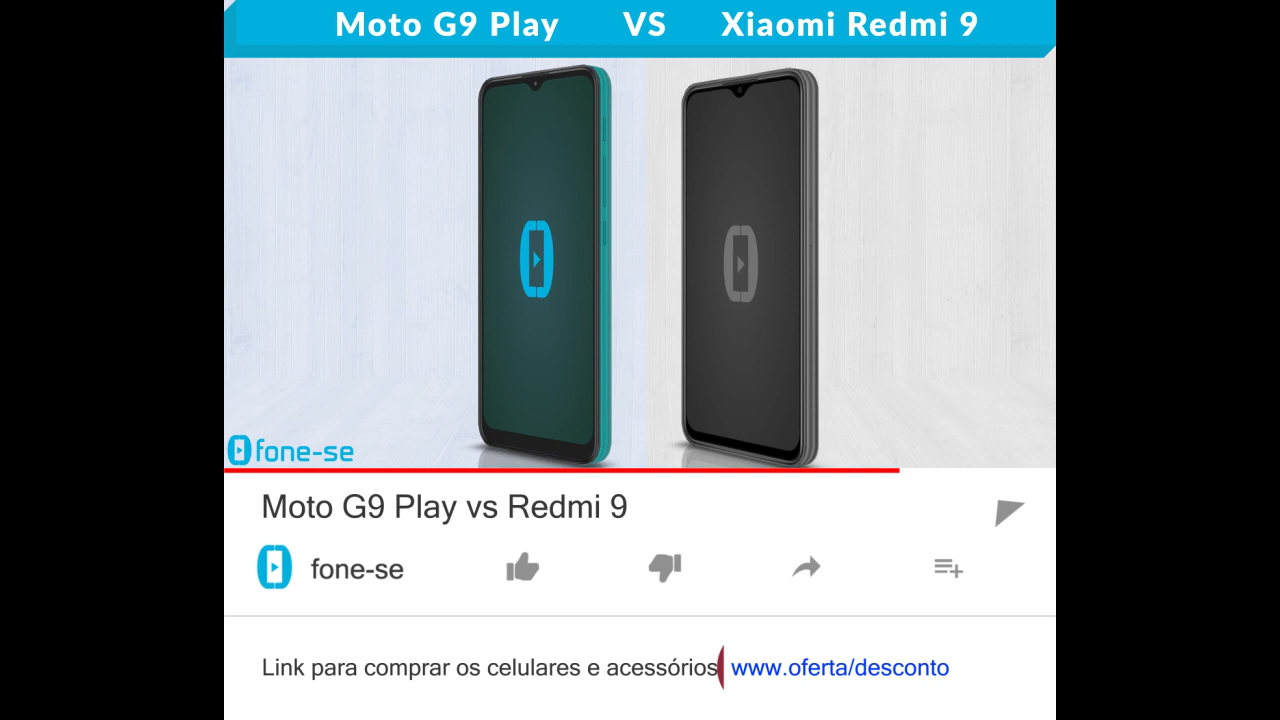 Moto G9 Play VS Xiaomi Redmi 9
fone-se
Moto G9 Play vs Redmi 9
fone-se
Link para comprar os celulares e acessórios www.oferta/desconto